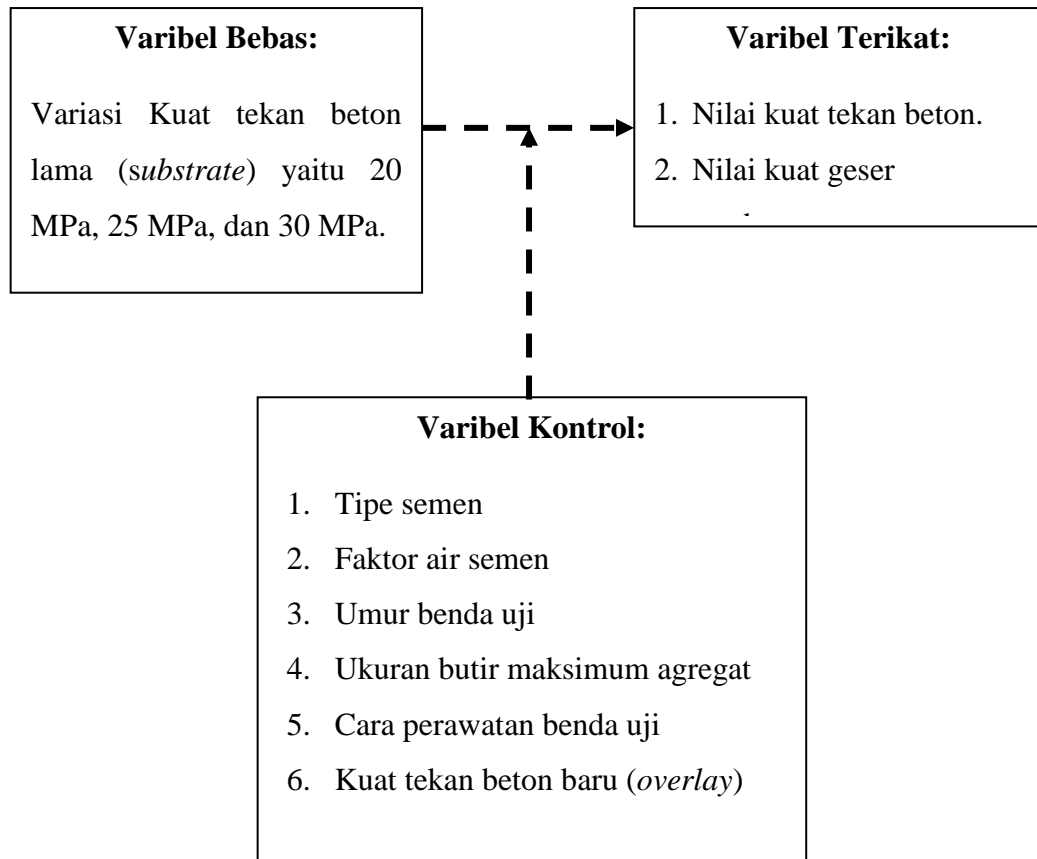 Varibel Bebas:
Variasi Kuat tekan beton
lama (substrate) yaitu 20
MPa, 25 MPa, dan 30 MPa.
Varibel Terikat:
1. Nilai kuat tekan beton.
2. Nilai kuat geser
Varibel Kontrol:
1. Tipe semen
2. Faktor air semen
3. Umur benda uji
4. Ukuran butir maksimum agregat
5. Cara perawatan benda uji
6. Kuat tekan beton baru (overlay)